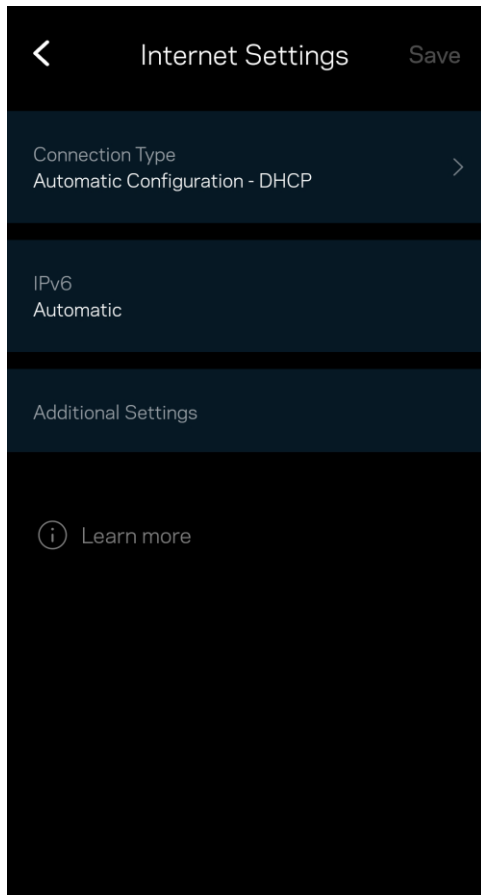 Internet Settings Save
Connection Type
Automatic Configuration - DHCP
IPv6
Automatic
Additional Settings
Learn more